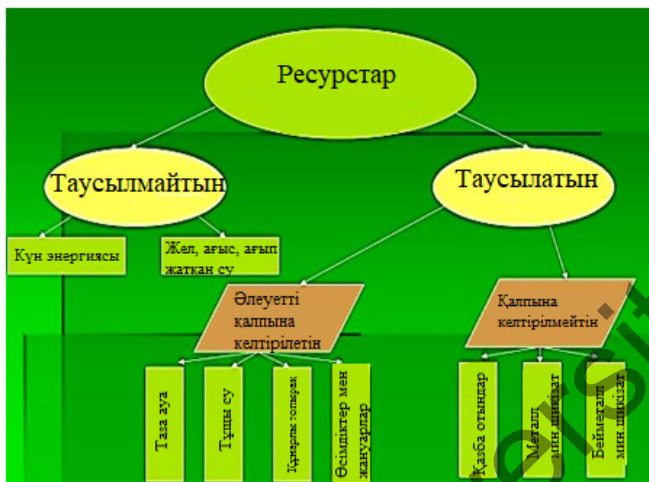 Ресурстар
Таусылмайтын
Таусылатын
Күн энергиясы
Жел, ағыс, ағып
жатқан су
Әлеуетті
қалпына
келтірілетін
Қалпына
келтірілмейтін
Таза ауа
Тұщы су
Құнарлы топырақ
Өсімдіктер мен
жануарлар
Қазба отындар
Металл
мин.шикізат
Бейметалл
мин.шикізат